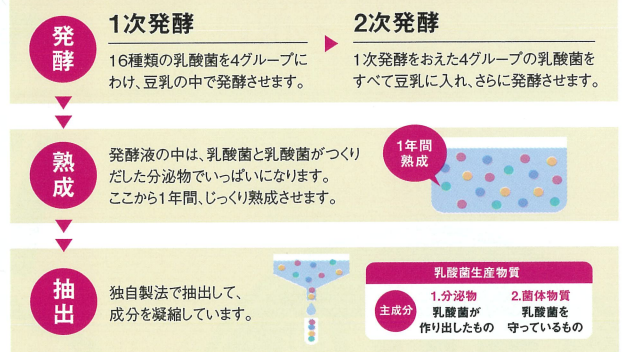 発酵
1次発酵
16種類の乳酸菌を4グループに
わけ、豆乳の中で発酵させます。
2次発酵
1次発酵をおえた4グループの乳酸菌を
すべて豆乳に入れ、さらに発酵させます。
熟成
発酵液の中は、乳酸菌と乳酸菌がつくり
だした分泌物でいっぱいになります。
ここから1年間、じっくり熟成させます。
1年間
熟成
抽出
独自製法で抽出して、
成分を凝縮しています。
乳酸菌生産物質
主成分
1.分泌物
乳酸菌が
作り出したもの
2.菌体物質
乳酸菌を
守っているもの